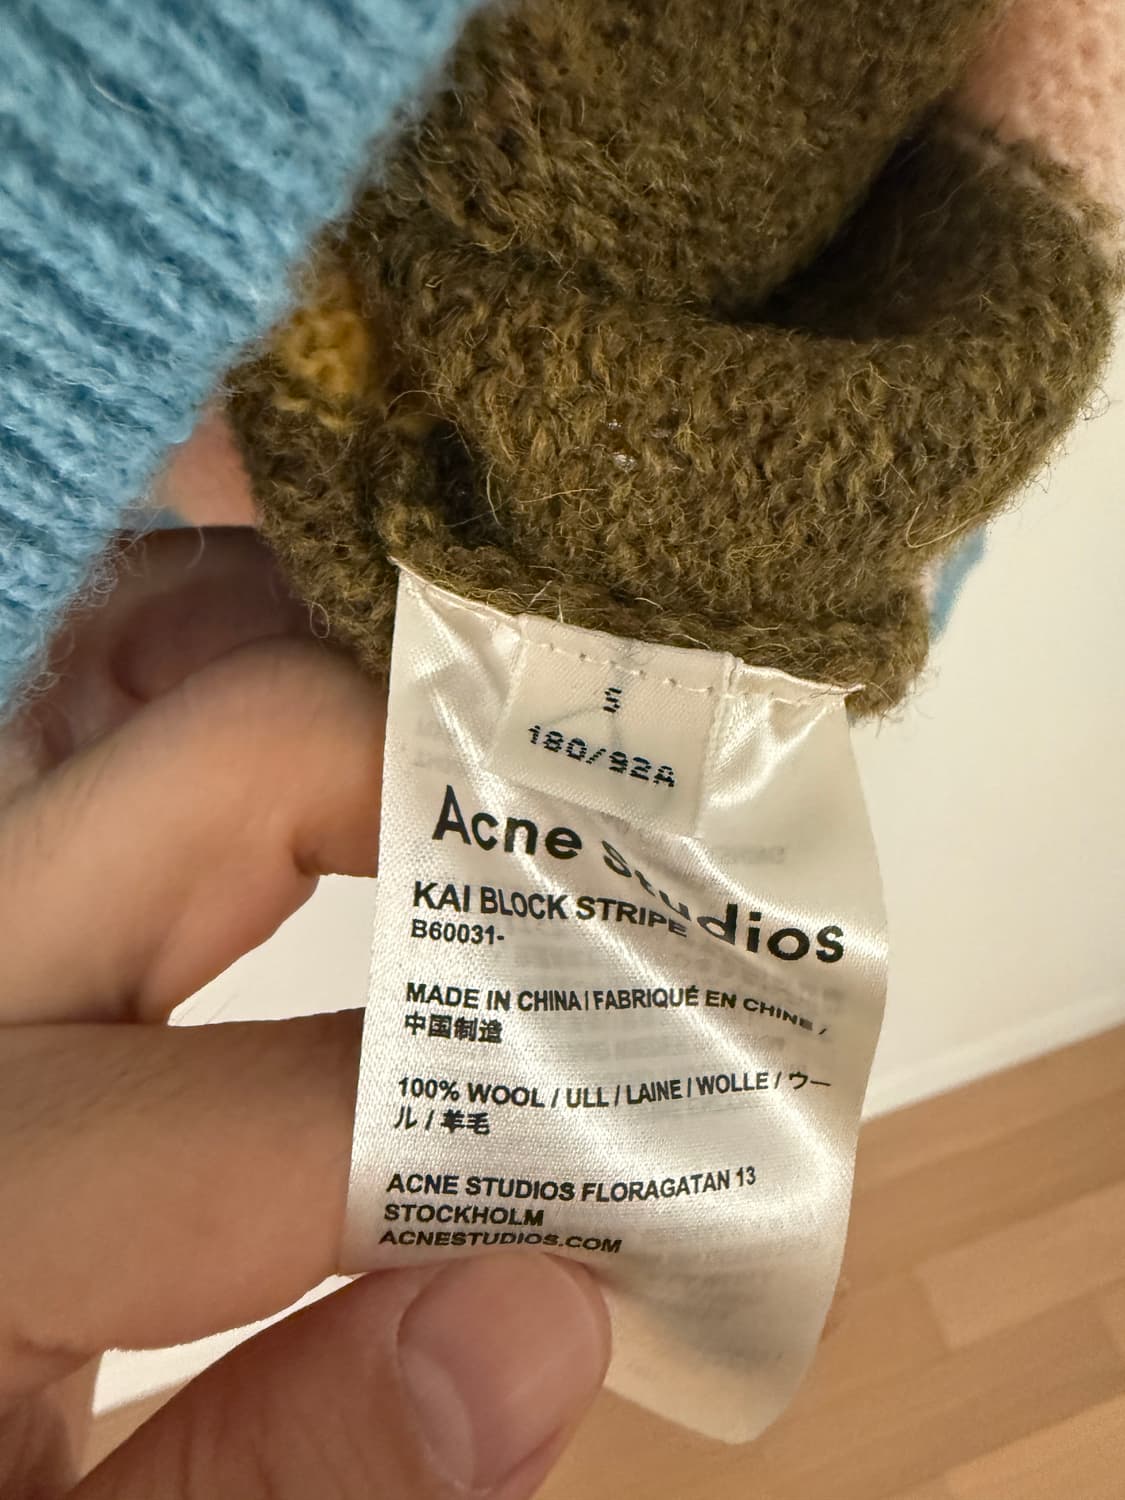 S
180/92A
Acne Studios
KAI BLOCK STRIPE
B60031-
MADE IN CHINA / FABRIQUÉ EN CHINE /
中国制造
100% WOOL / ULL / LAINE / WOLLE / ウー
ル / 羊毛
ACNE STUDIOS FLORAGATAN 13
STOCKHOLM
ACNESTUDIOS.COM